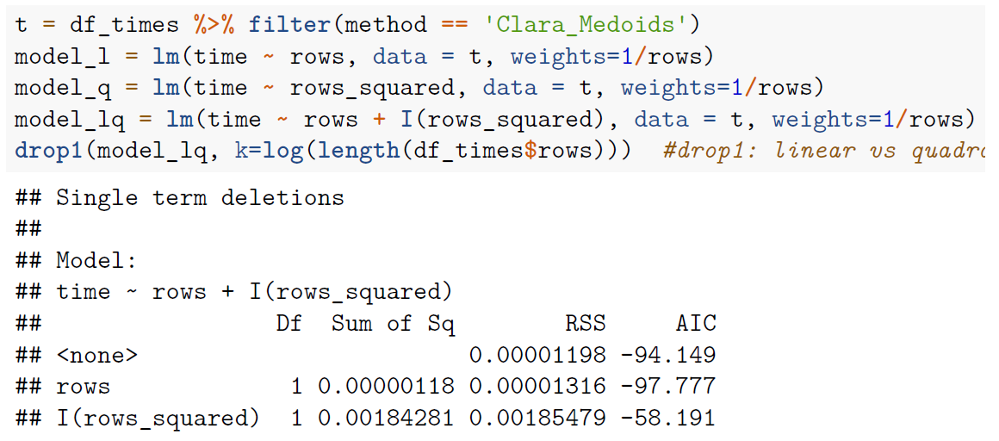 t = df_times %>% filter(method == 'Clara_Medoids')
model_l = lm(time ~ rows, data = t, weights=1/rows)
model_q = lm(time ~ rows_squared, data = t, weights=1/rows)
model_lq = lm(time ~ rows + I(rows_squared), data = t, weights=1/rows)
drop1(model_lq, k=log(length(df_times$rows)))  #drop1: linear vs
## Single term deletions
##
## Model:
## time ~ rows + I(rows_squared)
##                 Df  Sum of Sq        RSS     AIC
## <none>                        0.00001198 -94.149
## rows             1 0.00000118 0.00001316 -97.777
## I(rows_squared)  1 0.00184281 0.00185479 -58.191